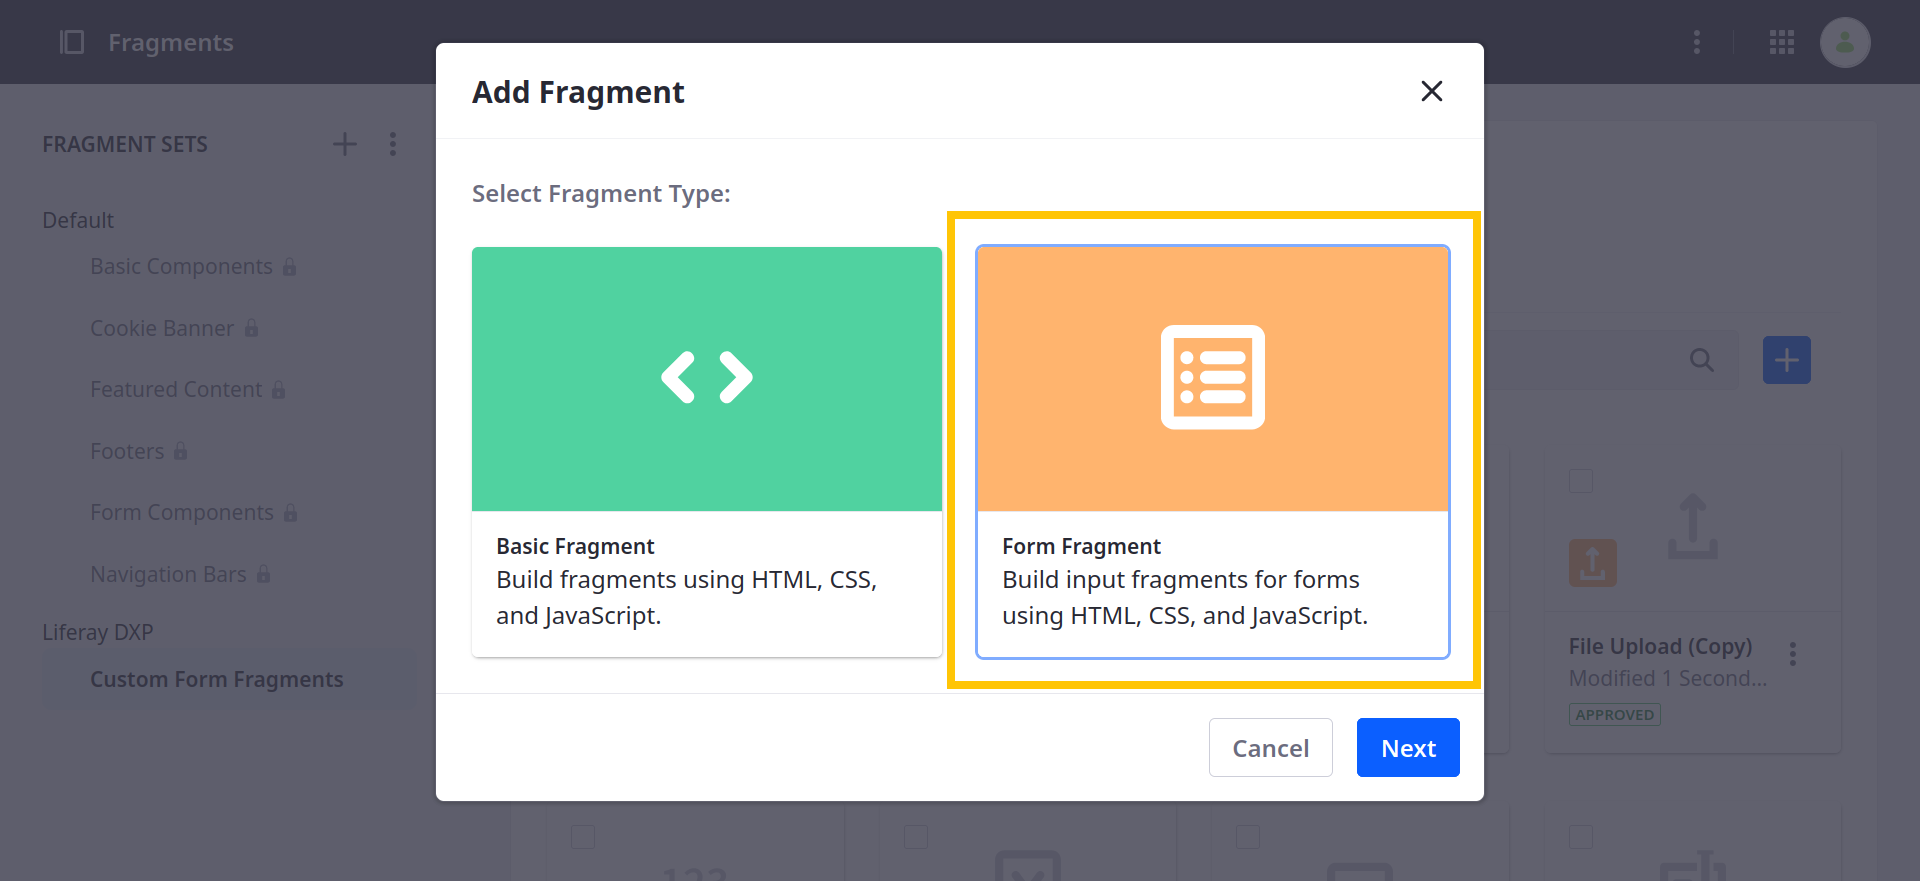 Fragments
Add Fragment
FRAGMENT SETS
Select Fragment Type:
Default
Basic Components
Cookie Banner
Featured Content
Footers
Form Components
Navigation Bars
Liferay DXP
Custom Form Fragments
Basic Fragment
Build fragments using HTML, CSS,
and JavaScript.
Form Fragment
Build input fragments for forms
using HTML, CSS, and JavaScript.
File Upload (Copy)
Modified 1 Second...
APPROVED
Cancel
Next
123